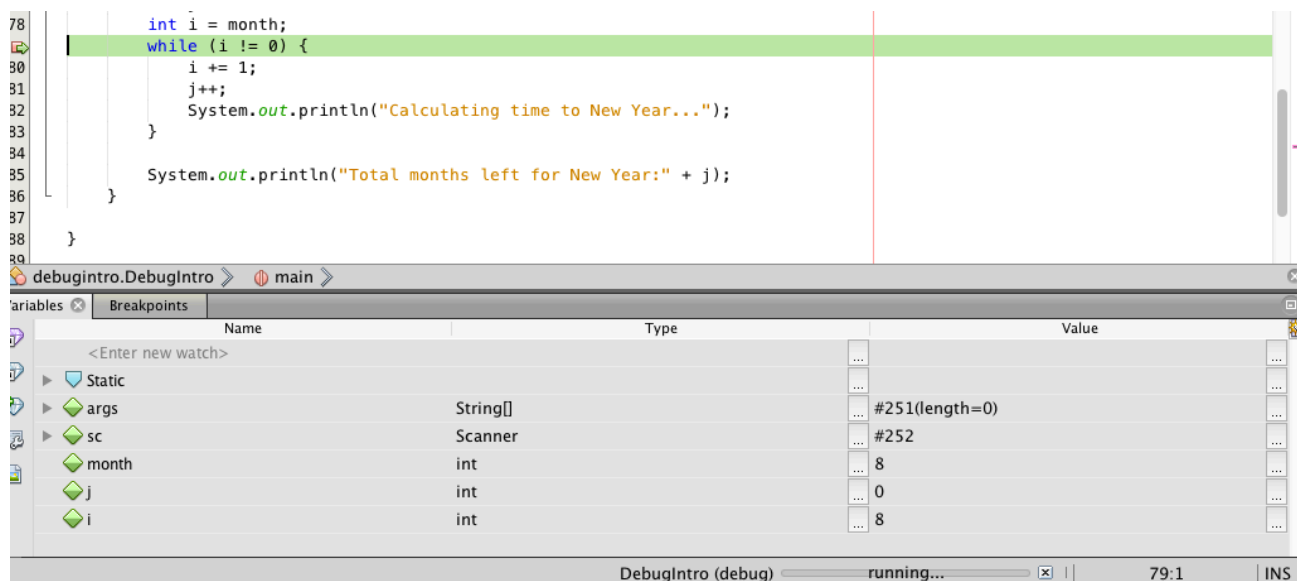 78 int i = month;
while (i != 0) {
80 i += 1;
81 j++;
82 System.out.println("Calculating time to New Year...");
83 }
84
85 System.out.println("Total months left for New Year:" + j);
86 }
87
88 }
89
debugintro.DebugIntro main
Variables Breakpoints
Name Type Value
<Enter new watch> ... ...
Static ... ...
args String[] ... #251(length=0) ...
sc Scanner ... #252 ...
month int ... 8 ...
j int ... 0 ...
i int ... 8 ...
DebugIntro (debug) running... 79:1 INS